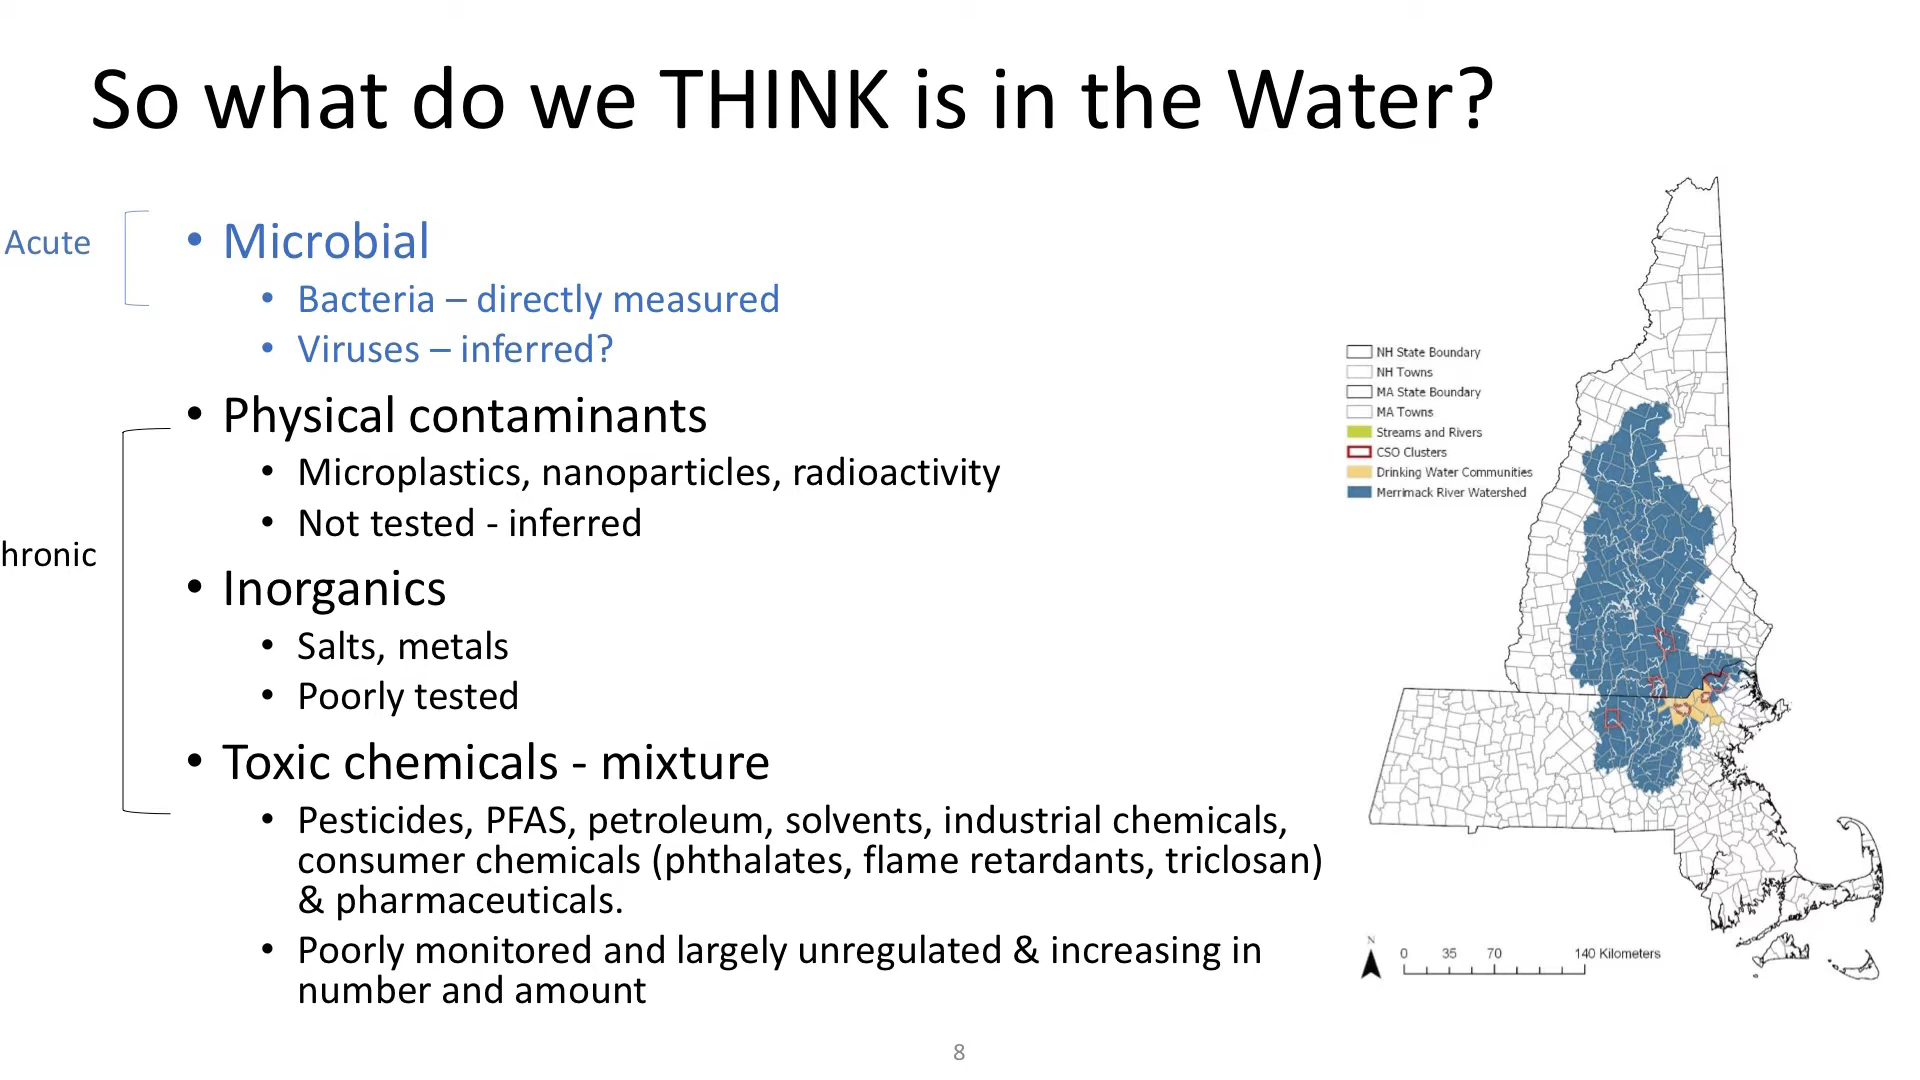 So what do we THINK is in the Water?
Acute
• Microbial
• Bacteria – directly measured
• Viruses – inferred?
• Physical contaminants
• Microplastics, nanoparticles, radioactivity
• Not tested - inferred
hronic
• Inorganics
• Salts, metals
• Poorly tested
• Toxic chemicals - mixture
• Pesticides, PFAS, petroleum, solvents, industrial chemicals,
consumer chemicals (phthalates, flame retardants, triclosan)
& pharmaceuticals.
• Poorly monitored and largely unregulated & increasing in
number and amount
NH State Boundary
NH Towns
MA State Boundary
MA Towns
Streams and Rivers
CSO Clusters
Drinking Water Communities
Merrimack River Watershed
N
0 35 70 140 Kilometers
8